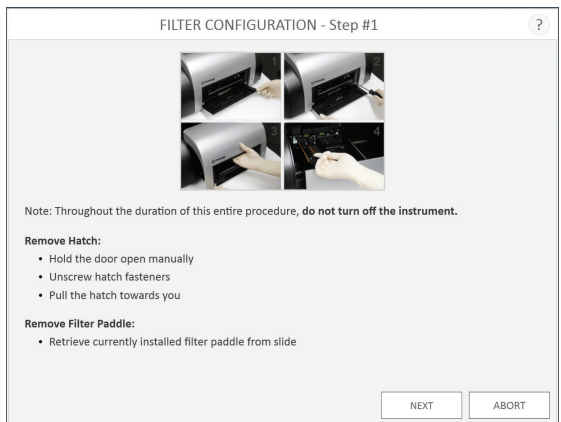 FILTER CONFIGURATION - Step #1
?
1
2
3
4
Note: Throughout the duration of this entire procedure, do not turn off the instrument.
Remove Hatch:
• Hold the door open manually
• Unscrew hatch fasteners
• Pull the hatch towards you
Remove Filter Paddle:
• Retrieve currently installed filter paddle from slide
NEXT
ABORT